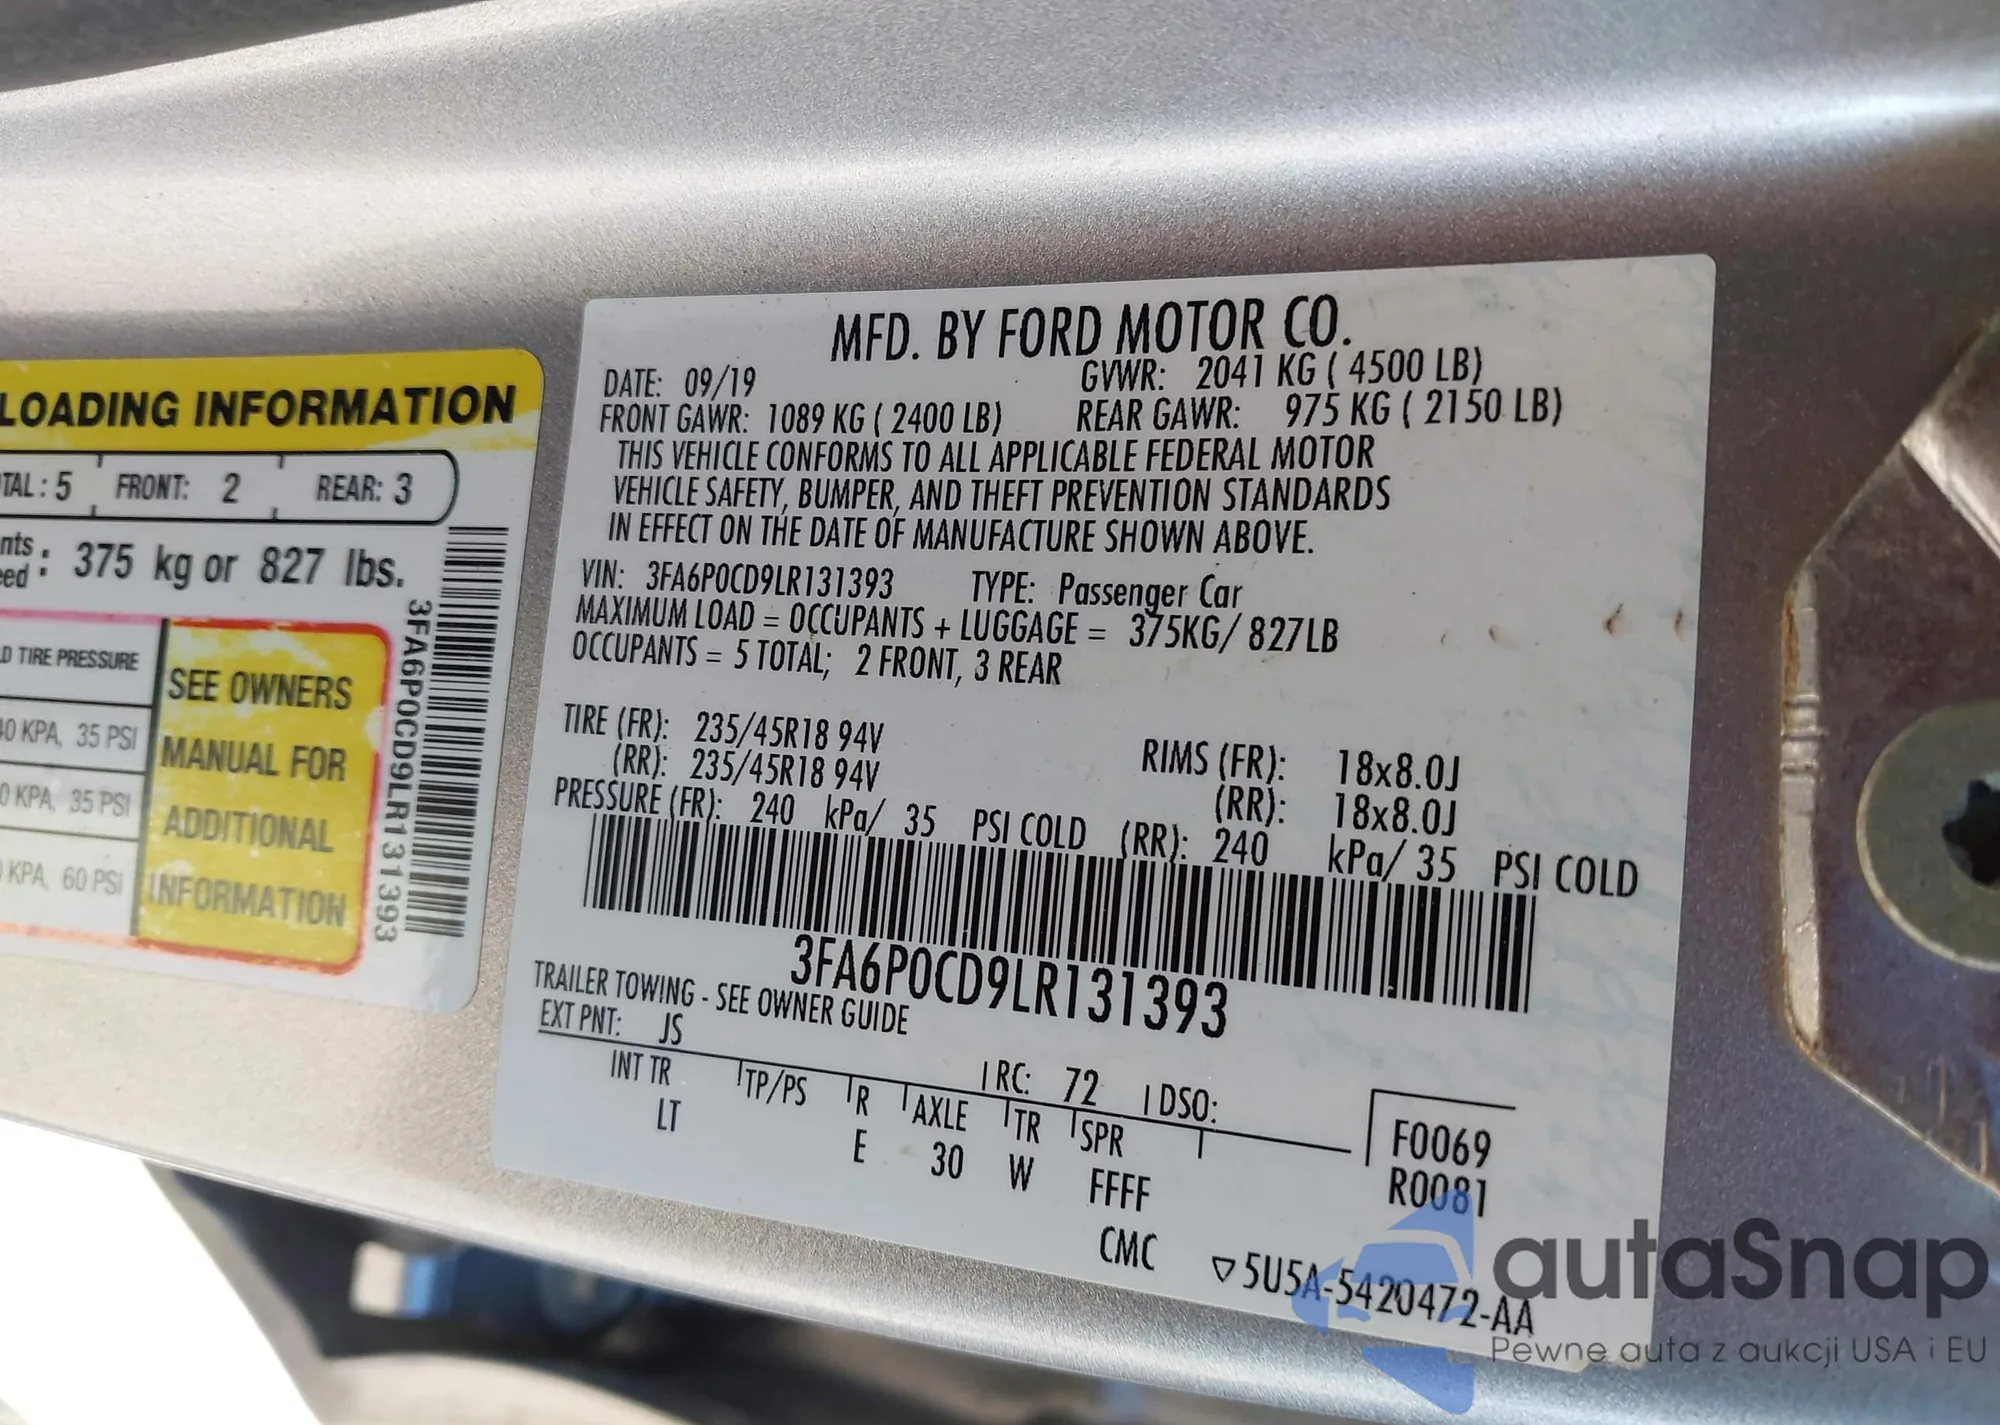 LOADING INFORMATION
TAL: 5 FRONT: 2 REAR: 3
nts
eed : 375 kg or 827 lbs.
D TIRE PRESSURE
40 KPA, 35 PSI
0 KPA, 35 PSI
0 KPA, 60 PSI
SEE OWNERS
MANUAL FOR
ADDITIONAL
INFORMATION
3FA6P0CD9LR131393
MFD. BY FORD MOTOR CO.
DATE: 09/19 GVWR: 2041 KG ( 4500 LB)
FRONT GAWR: 1089 KG ( 2400 LB) REAR GAWR: 975 KG ( 2150 LB)
THIS VEHICLE CONFORMS TO ALL APPLICABLE FEDERAL MOTOR
VEHICLE SAFETY, BUMPER, AND THEFT PREVENTION STANDARDS
IN EFFECT ON THE DATE OF MANUFACTURE SHOWN ABOVE.
VIN: 3FA6P0CD9LR131393 TYPE: Passenger Car
MAXIMUM LOAD = OCCUPANTS + LUGGAGE = 375KG/ 827LB
OCCUPANTS = 5 TOTAL; 2 FRONT, 3 REAR
TIRE (FR): 235/45R18 94V RIMS (FR): 18x8.0J
(RR): 235/45R18 94V (RR): 18x8.0J
PRESSURE (FR): 240 kPa/ 35 PSI COLD (RR): 240 kPa/ 35 PSI COLD
3FA6P0CD9LR131393
TRAILER TOWING - SEE OWNER GUIDE
EXT PNT: JS RC: 72 DSO:
INT TR TP/PS R AXLE TR SPR F0069
LT E 30 W FFFF R0081
CMC ▽5U5A-5420472-AA
autaSnap
Pewne auta z aukcji USA i EU